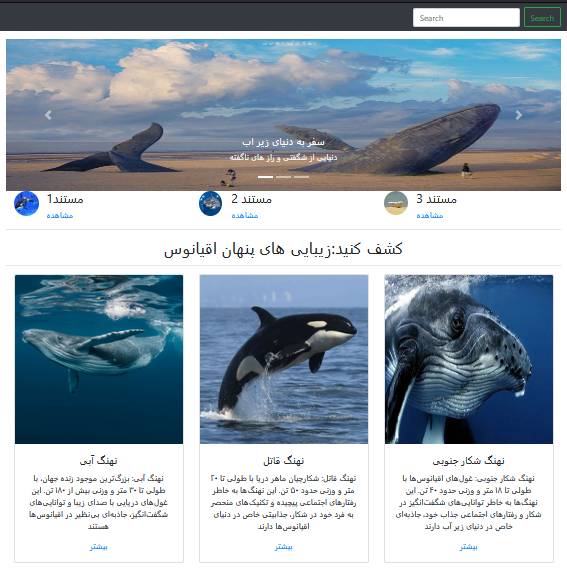 Search
Search
سفر به دنیای زیر آب
دنیایی از شگفتی و راز های ناگفته
مستند1
مشاهده
مستند 2
مشاهده
مستند 3
مشاهده
کشف کنید:زیبایی های پنهان اقیانوس
نهنگ آبی
نهنگ آبی: بزرگ‌ترین موجود زنده جهان، با
طولی تا ۳۰ متر و وزنی بیش از ۱۸۰ تن. این
غول‌های دریایی با صدای زیبا و توانایی‌های
شگفت‌انگیز، جاذبه‌ای بی‌نظیر در اقیانوس‌ها
هستند
بیشتر
نهنگ قاتل
نهنگ قاتل: شکارچیان ماهر دریا با طولی تا ۲۰
متر و وزنی حدود ۵۰ تن. این نهنگ‌ها به خاطر
رفتارهای اجتماعی پیچیده و تکنیک‌های منحصر
به فرد خود در شکار، جذابیتی خاص در دنیای
اقیانوس‌ها دارند
بیشتر
نهنگ شکار جنوبی
نهنگ شکار جنوبی: غول‌های اقیانوس‌ها با
طولی تا ۱۸ متر و وزنی حدود ۴۰ تن. این
نهنگ‌ها به خاطر توانایی‌های شگفت‌انگیز در
شکار و رفتارهای اجتماعی جذاب خود، جاذبه‌ای
خاص در دنیای زیر آب دارند
بیشتر